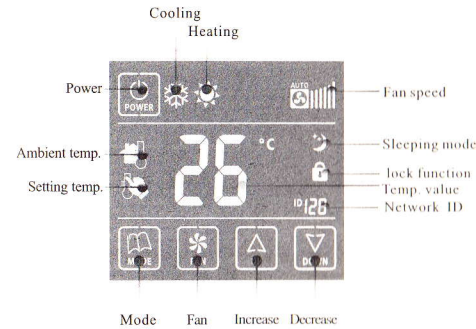 Cooling
Heating
Power
POWER
AUTO
Fan speed
Ambient temp.
26 °C
Sleeping mode
lock function
Setting temp.
Temp. value
ID 126
Network ID
MODE
DOWN
Mode Fan Increase Decrease